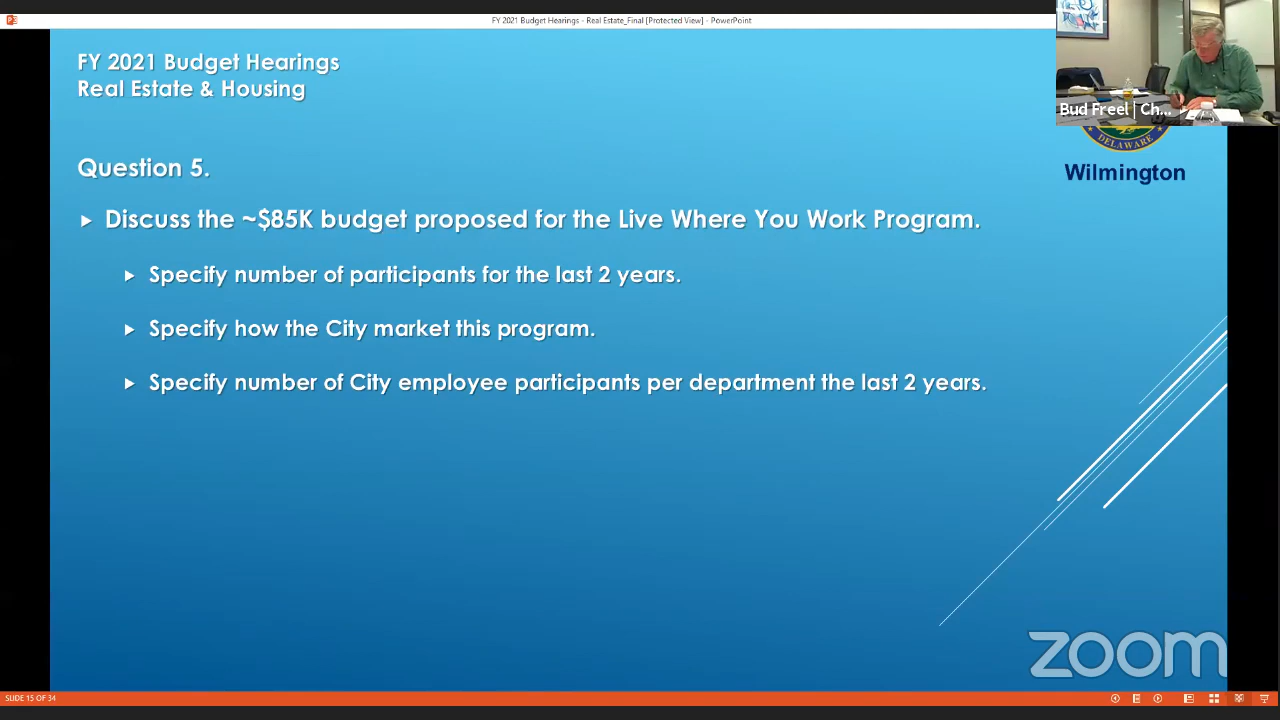 FY 2021 Budget Hearings - Real Estate_Final [Protected View] - PowerPoint
FY 2021 Budget Hearings
Real Estate & Housing
Bud Freel | Ch...
DELAWARE
Wilmington
Question 5.
Discuss the ~$85K budget proposed for the Live Where You Work Program.
Specify number of participants for the last 2 years.
Specify how the City market this program.
Specify number of City employee participants per department the last 2 years.
zoom
SLIDE 15 OF 34